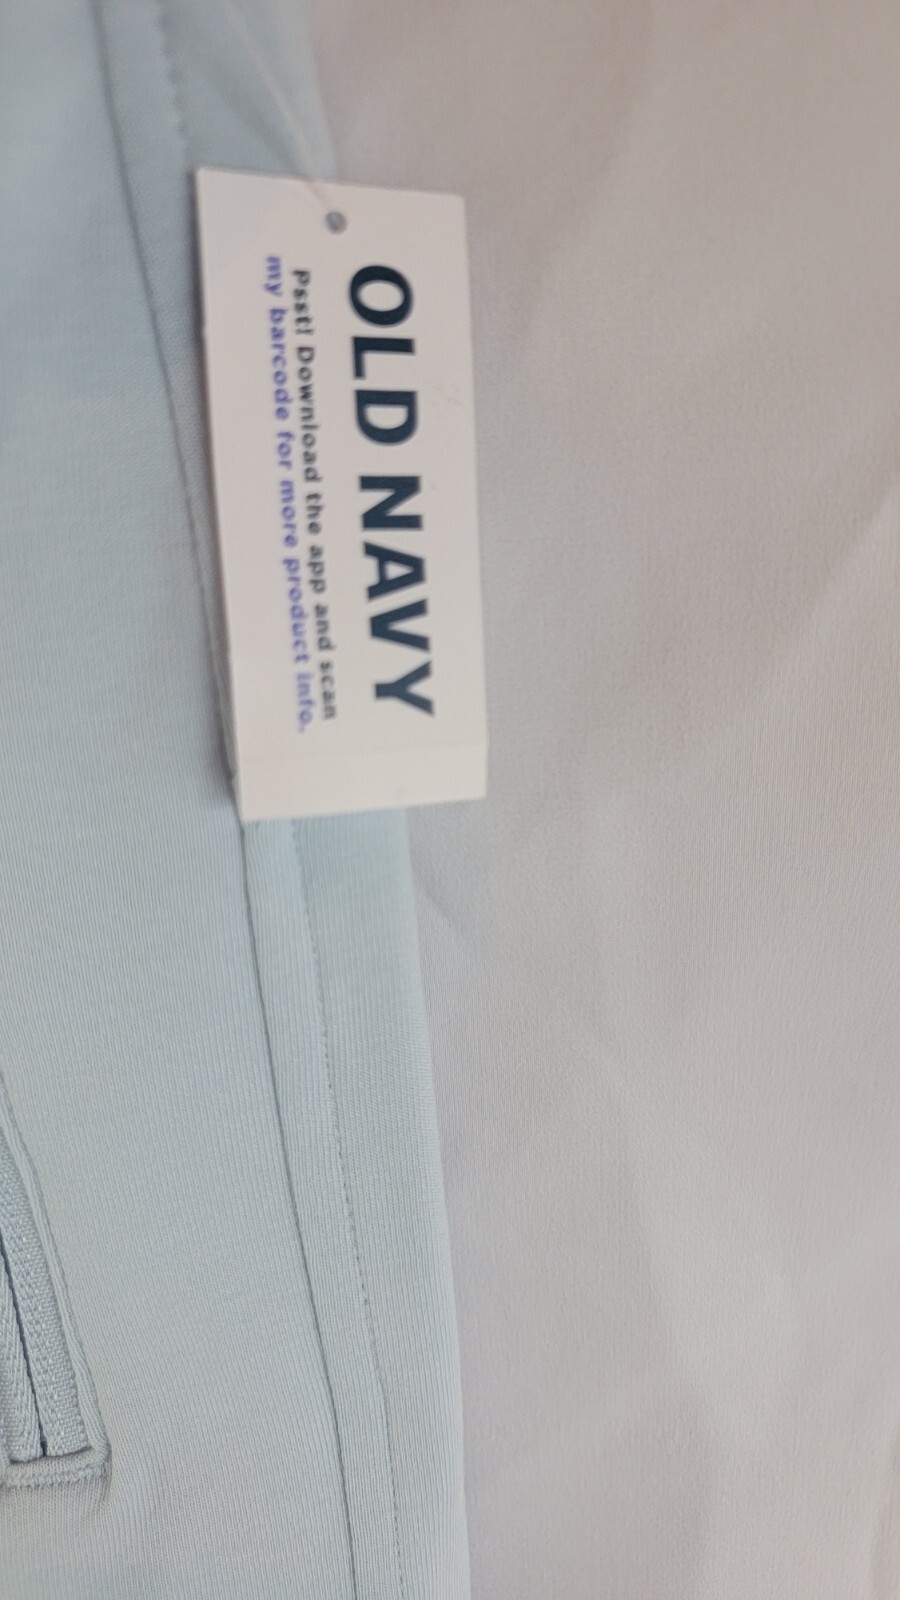 OLD NAVY
Psst! Download the app and scan
my barcode for more product info.